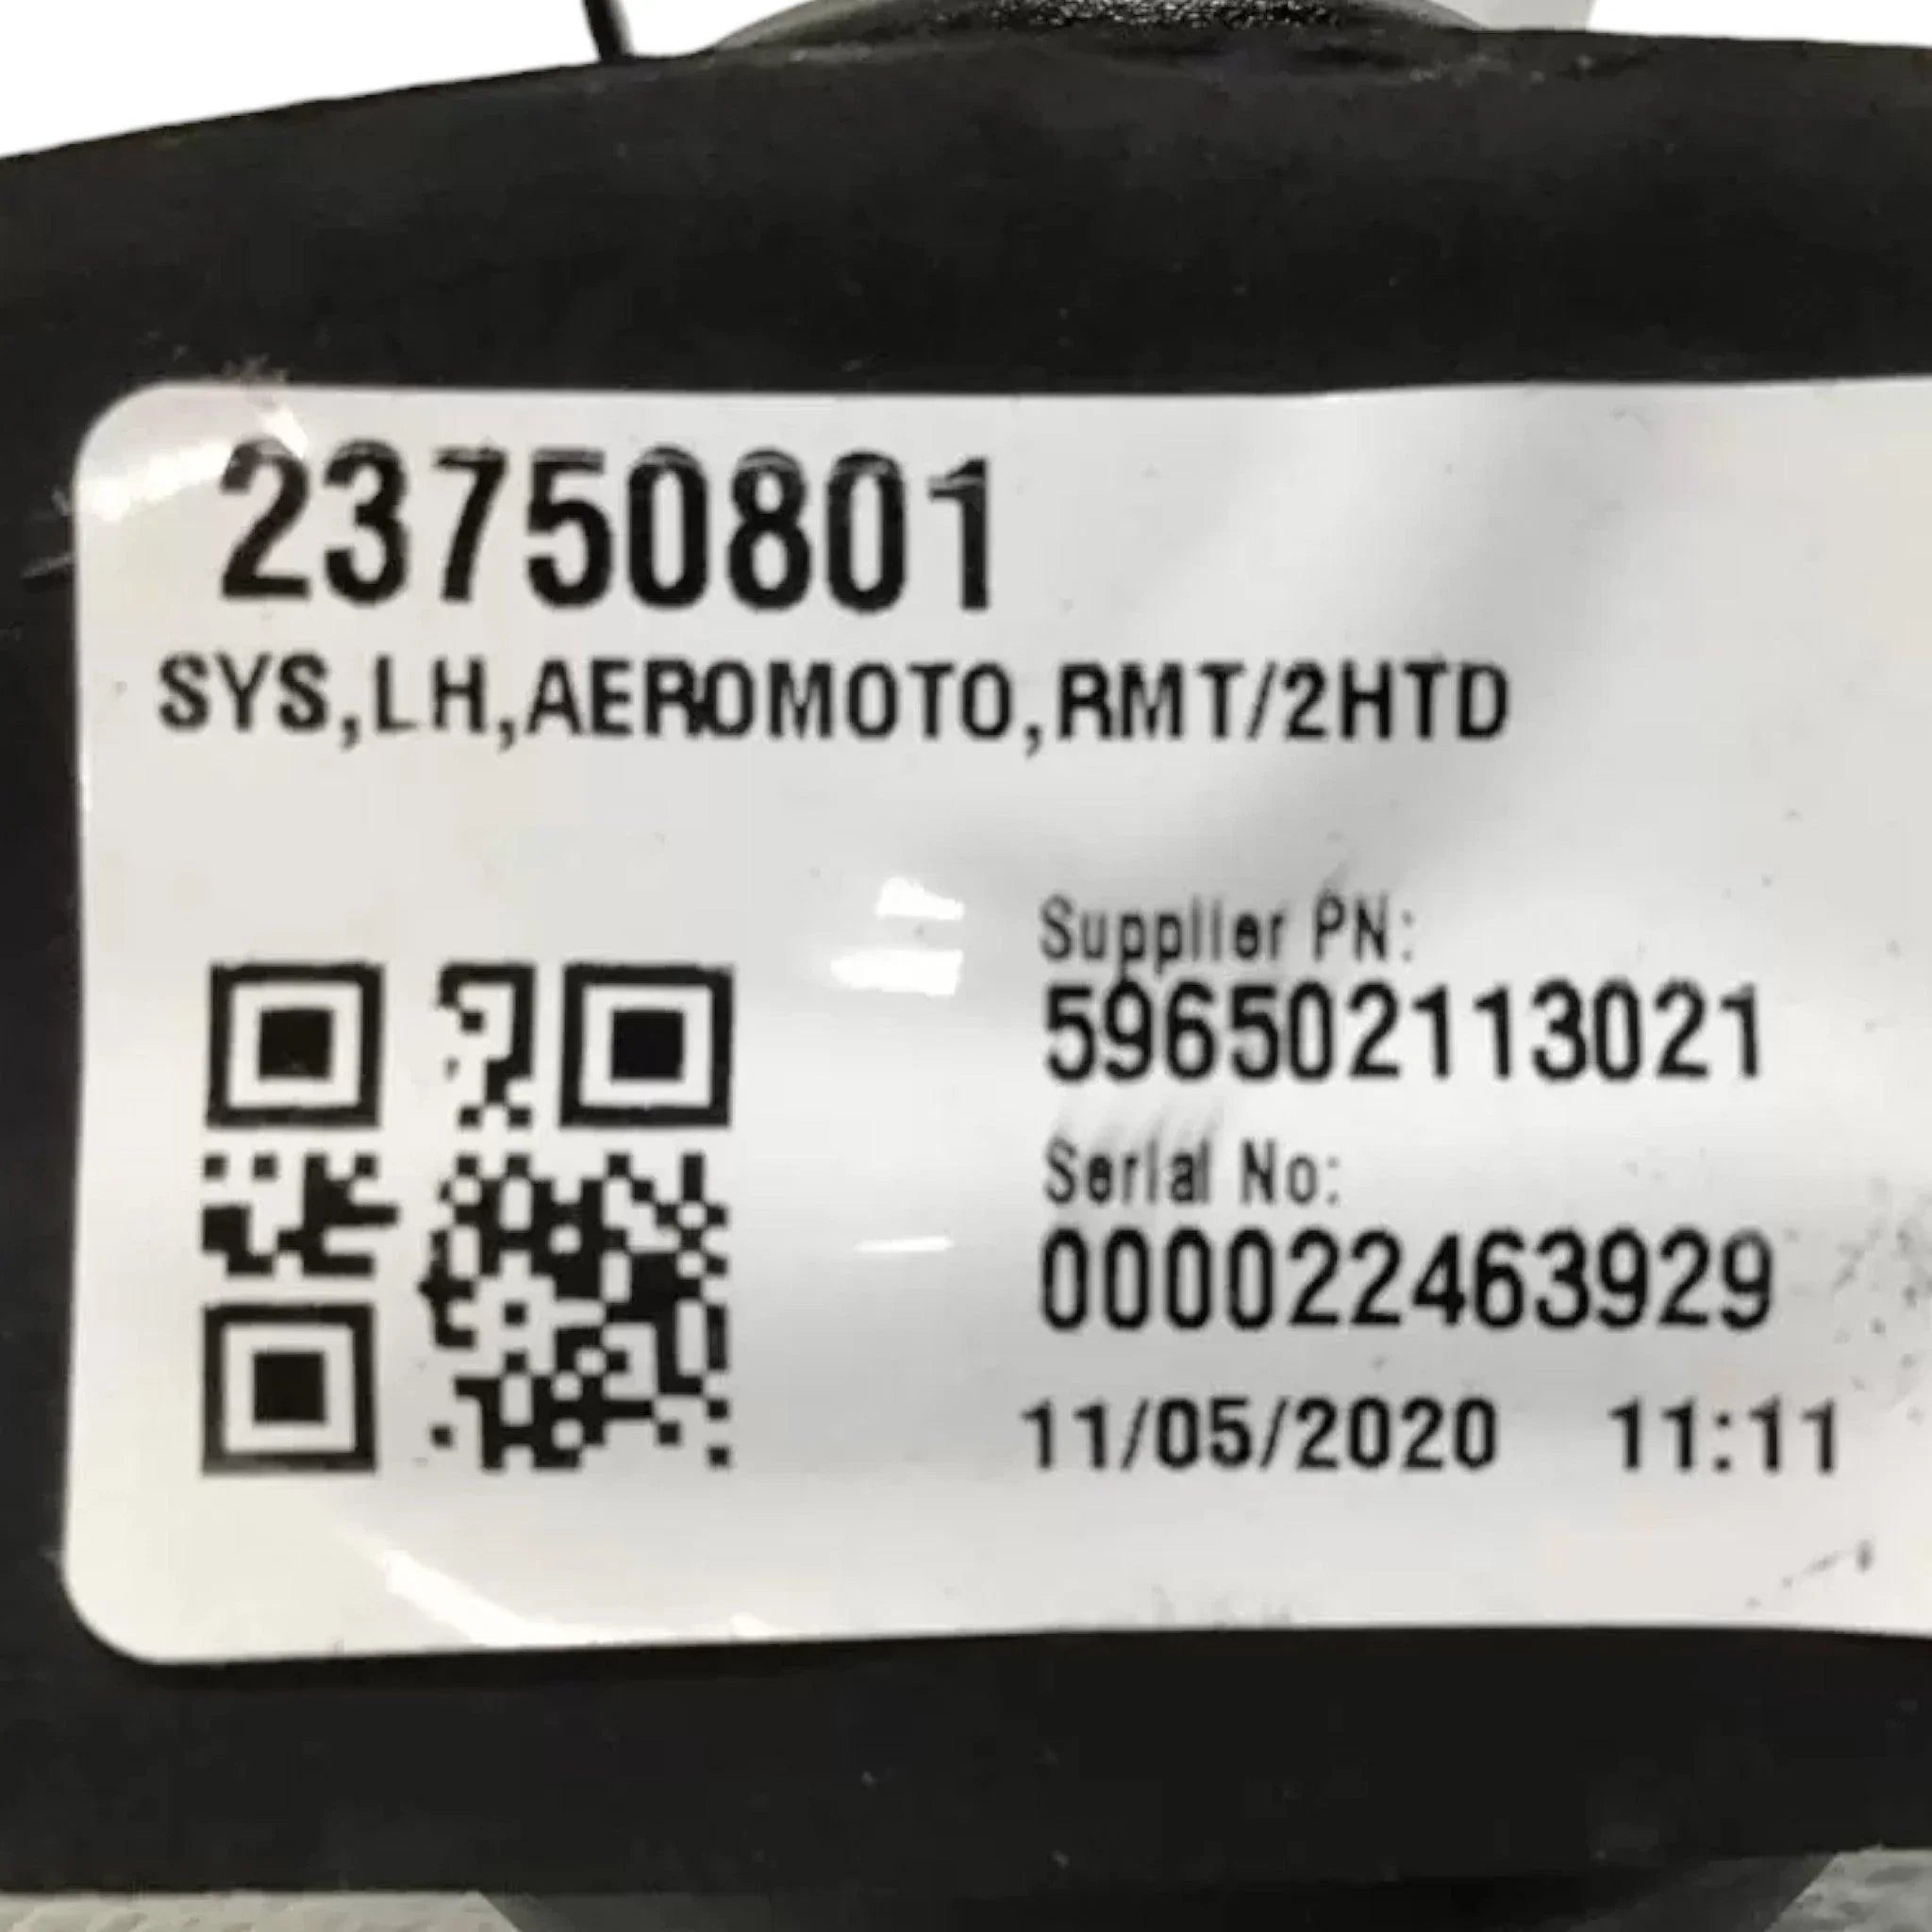 23750801
SYS,LH,AEROMOTO,RMT/2HTD
Supplier PN:
596502113021
Serial No:
000022463929
11/05/2020 11:11